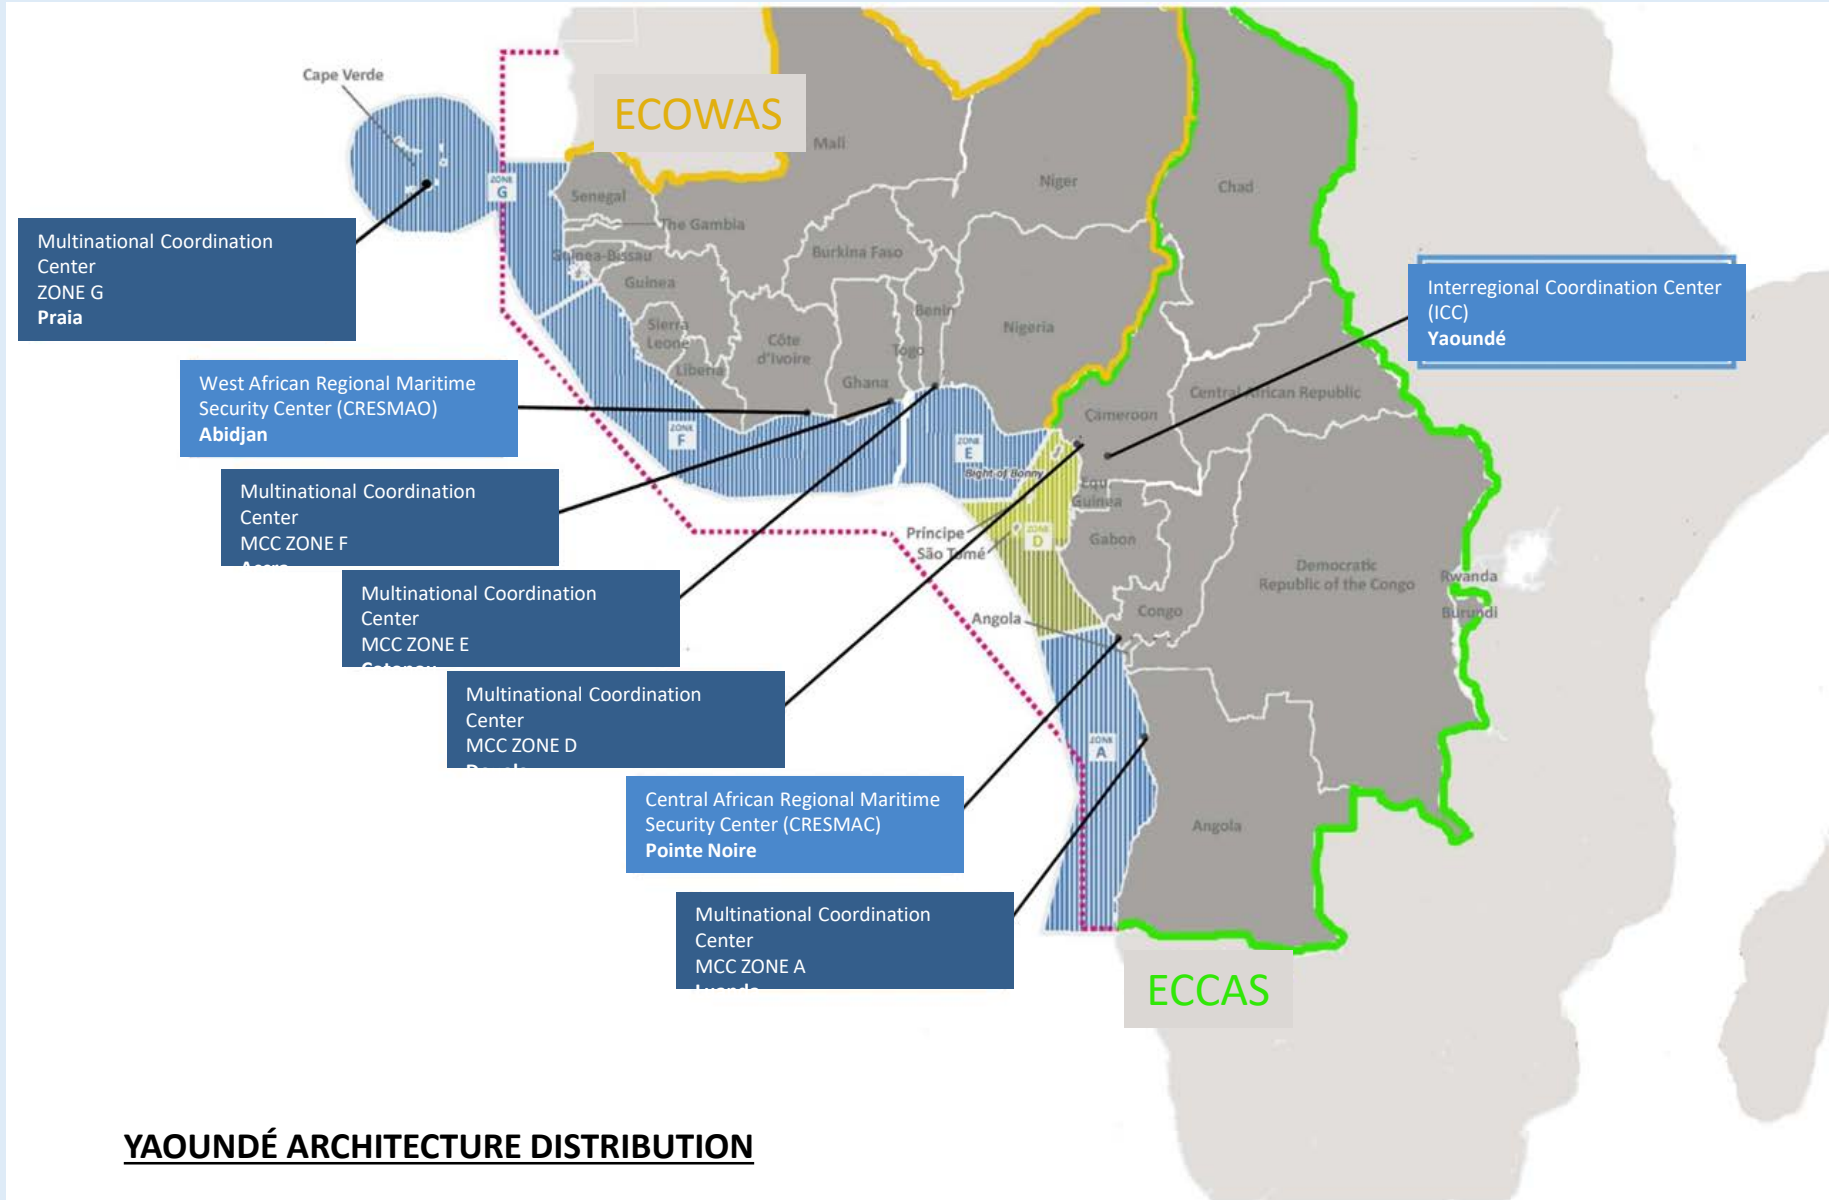 Cape Verde
ECOWAS
Mali
Niger
Chad
ZONE
G
Senegal
The Gambia
Guinea-Bissau
Burkina Faso
Guinea
Benin
Nigeria
Sierra
Leone
Côte
d'Ivoire
Togo
Liberia
Ghana
Central African Republic
Cameroon
ZONE
F
ZONE
E
Bight of Bonny
Equ
Guinea
Príncipe
São Tomé
ZONE
D
Gabon
Democratic
Republic of the Congo
Rwanda
Burundi
Congo
Angola
ZONE
A
Angola
Multinational Coordination
Center
ZONE G
Praia
West African Regional Maritime
Security Center (CRESMAO)
Abidjan
Multinational Coordination
Center
MCC ZONE F
Multinational Coordination
Center
MCC ZONE E
Multinational Coordination
Center
MCC ZONE D
Central African Regional Maritime
Security Center (CRESMAC)
Pointe Noire
Multinational Coordination
Center
MCC ZONE A
Interregional Coordination Center
(ICC)
Yaoundé
ECCAS
YAOUNDÉ ARCHITECTURE DISTRIBUTION